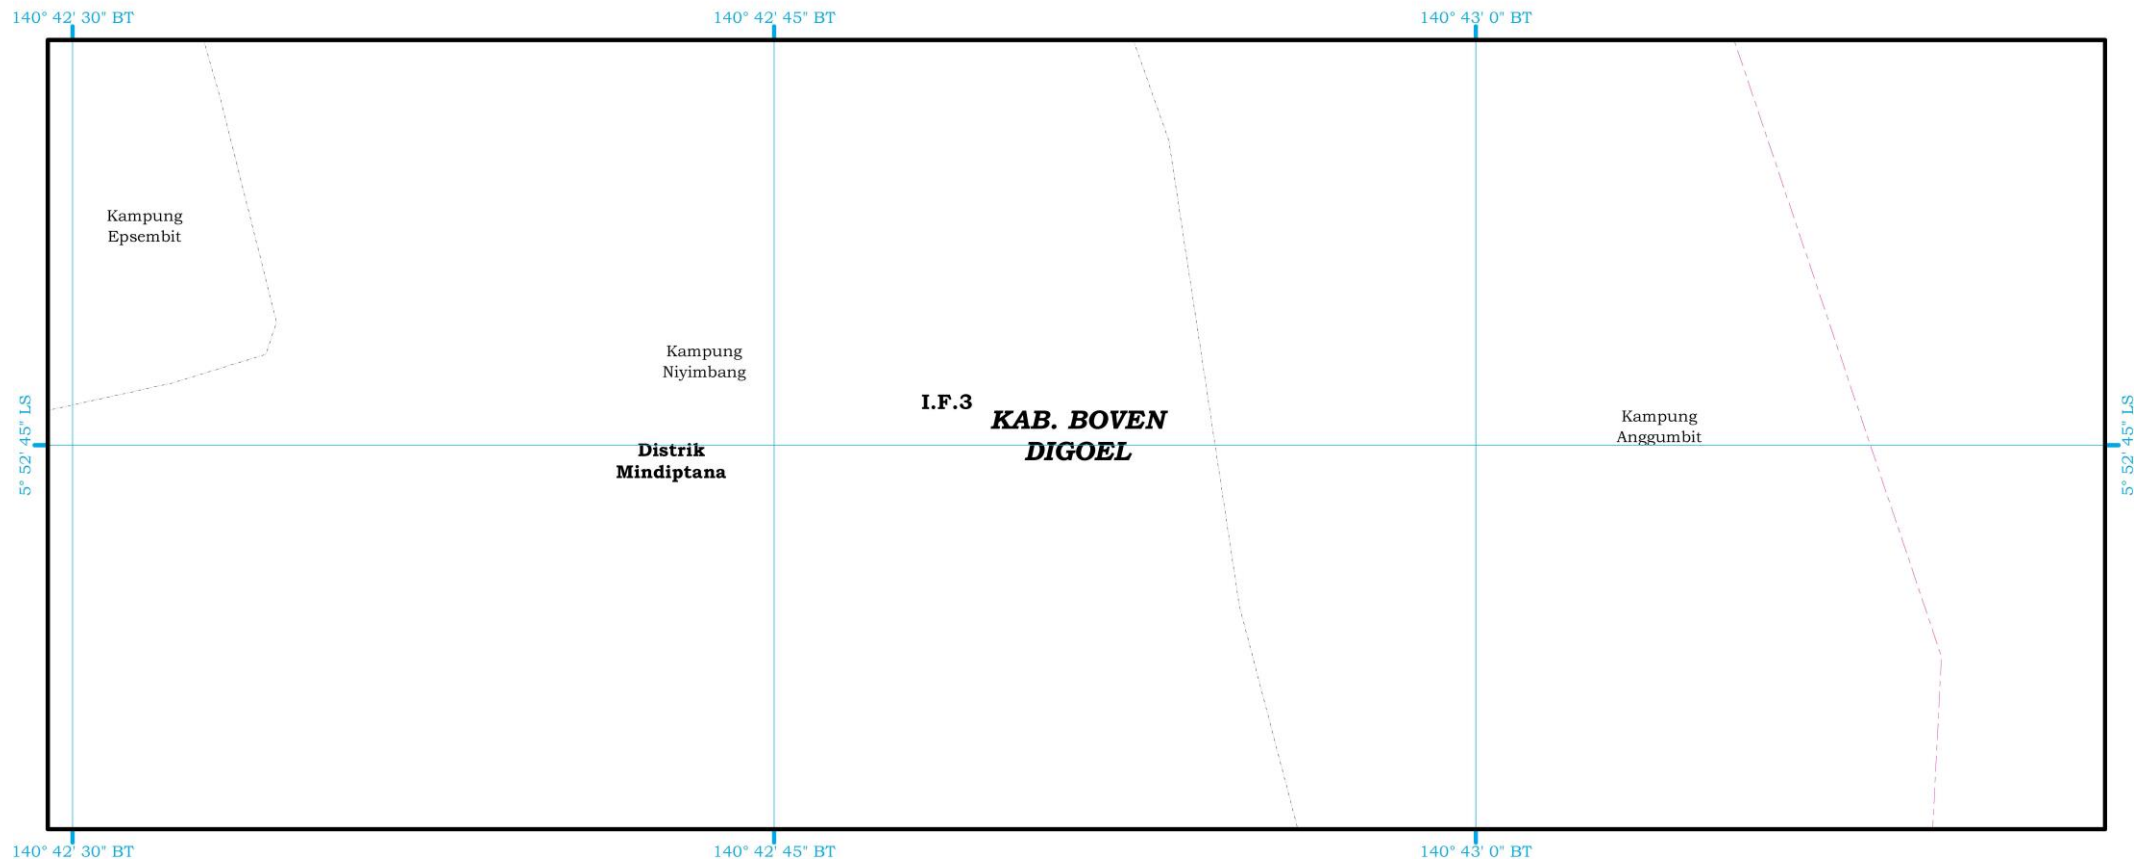 140° 42' 30" BT
140° 42' 45" BT
140° 43' 0" BT
Kampung
Epsembit
Kampung
Niyimbang
I.F.3
KAB. BOVEN
DIGOEL
Kampung
Anggumbit
Distrik
Mindiptana
5° 52' 45" LS
5° 52' 45" LS
140° 42' 30" BT
140° 42' 45" BT
140° 43' 0" BT